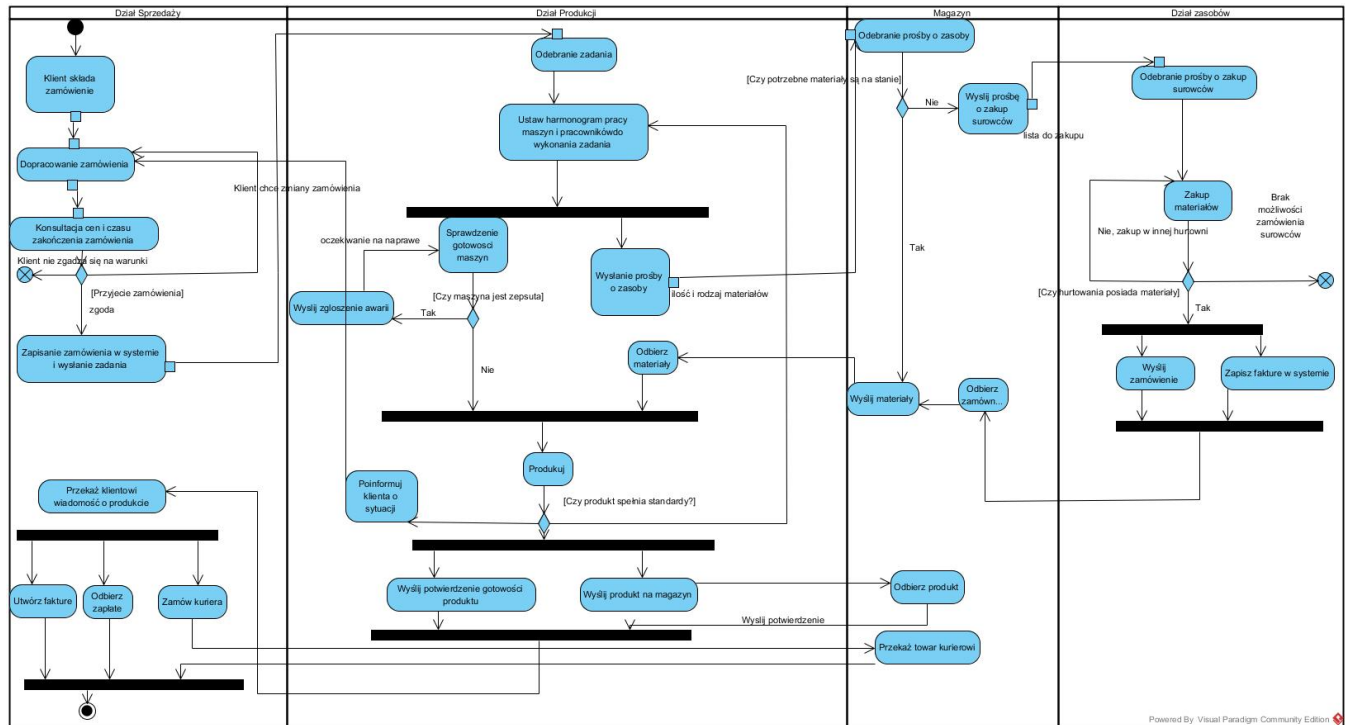 Dział Sprzedaży
Dział Produkcji
Magazyn
Dział zasobów
Klient składa
zamówienie
Dopracowanie zamówienia
Konsultacja cen i czasu
zakończenia zamówienia
Klient nie zgadza się na warunki
[Przyjecie zamówienia]
zgoda
Zapisanie zamówienia w systemie
i wysłanie zadania
Klient chce zmiany zamówienia
Przekaż klientowi
wiadomość o produkcie
Utwórz fakture
Odbierz
zapłate
Zamów kuriera
Odebranie zadania
Ustaw harmonogram pracy
maszyn i pracownikówdo
wykonania zadania
Sprawdzenie
gotowosci
maszyn
oczekiwanie na naprawe
Wyslij zgloszenie awarii
[Czy maszyna jest zepsuta]
Tak
Nie
Wysłanie prośby
o zasoby
ilość i rodzaj materiałów
Odbierz
materiały
Produkuj
[Czy produkt spełnia standardy?]
Poinformuj
klienta o
sytuacji
Wyślij potwierdzenie gotowości
produktu
Wyślij produkt na magazyn
Wyslij potwierdzenie
Odebranie prośby o zasoby
[Czy potrzebne materiały są na stanie]
Nie
Wyslij prośbę
o zakup
surowców
lista do zakupu
Tak
Wyślij materiały
Odbierz
zamówn...
Odbierz produkt
Przekaż towar kurierowi
Odebranie prośby o zakup
surowców
Zakup
materiałów
Brak
możliwości
zamówienia
surowców
Nie, zakup w innej hurtowni
[Czy hurtowania posiada materiały]
Tak
Wyślij
zamówienie
Zapisz fakture w systemie
Powered By Visual Paradigm Community Edition